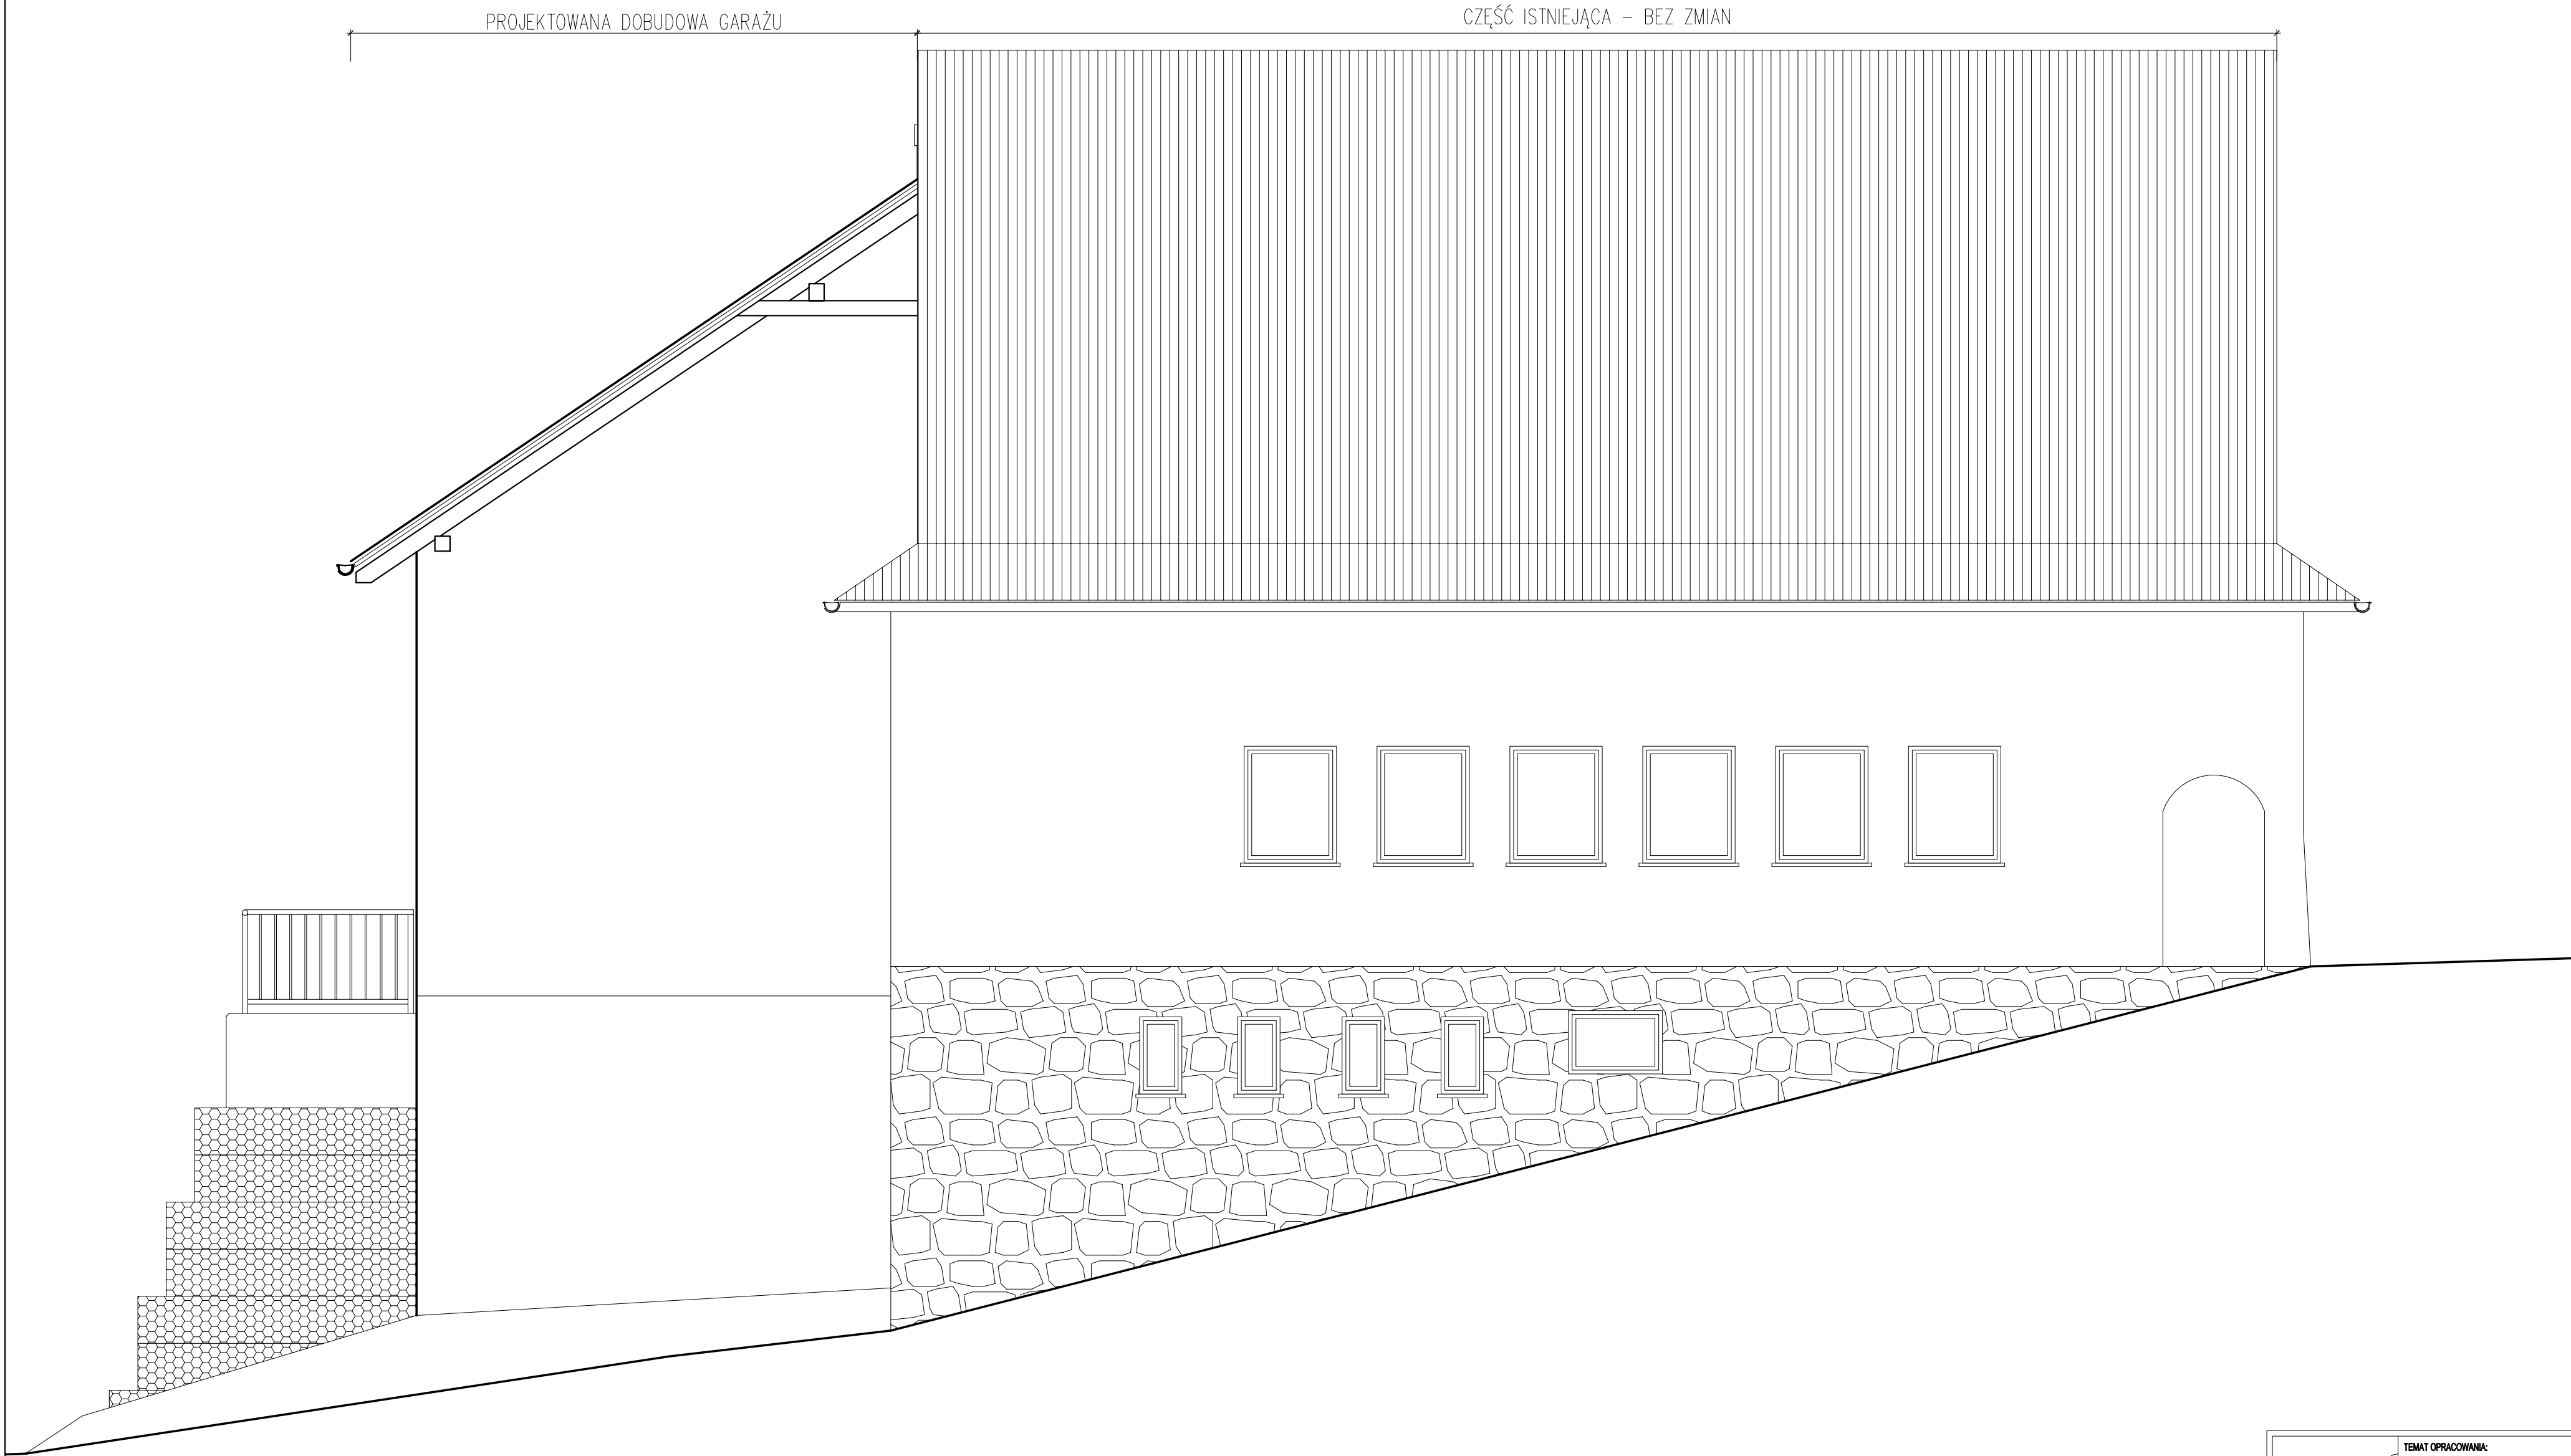 PROJEKTOWANA DOBUDOWA GARAŻU
CZĘŚĆ ISTNIEJĄCA – BEZ ZMIAN
TEMAT OPRACOWANIA: